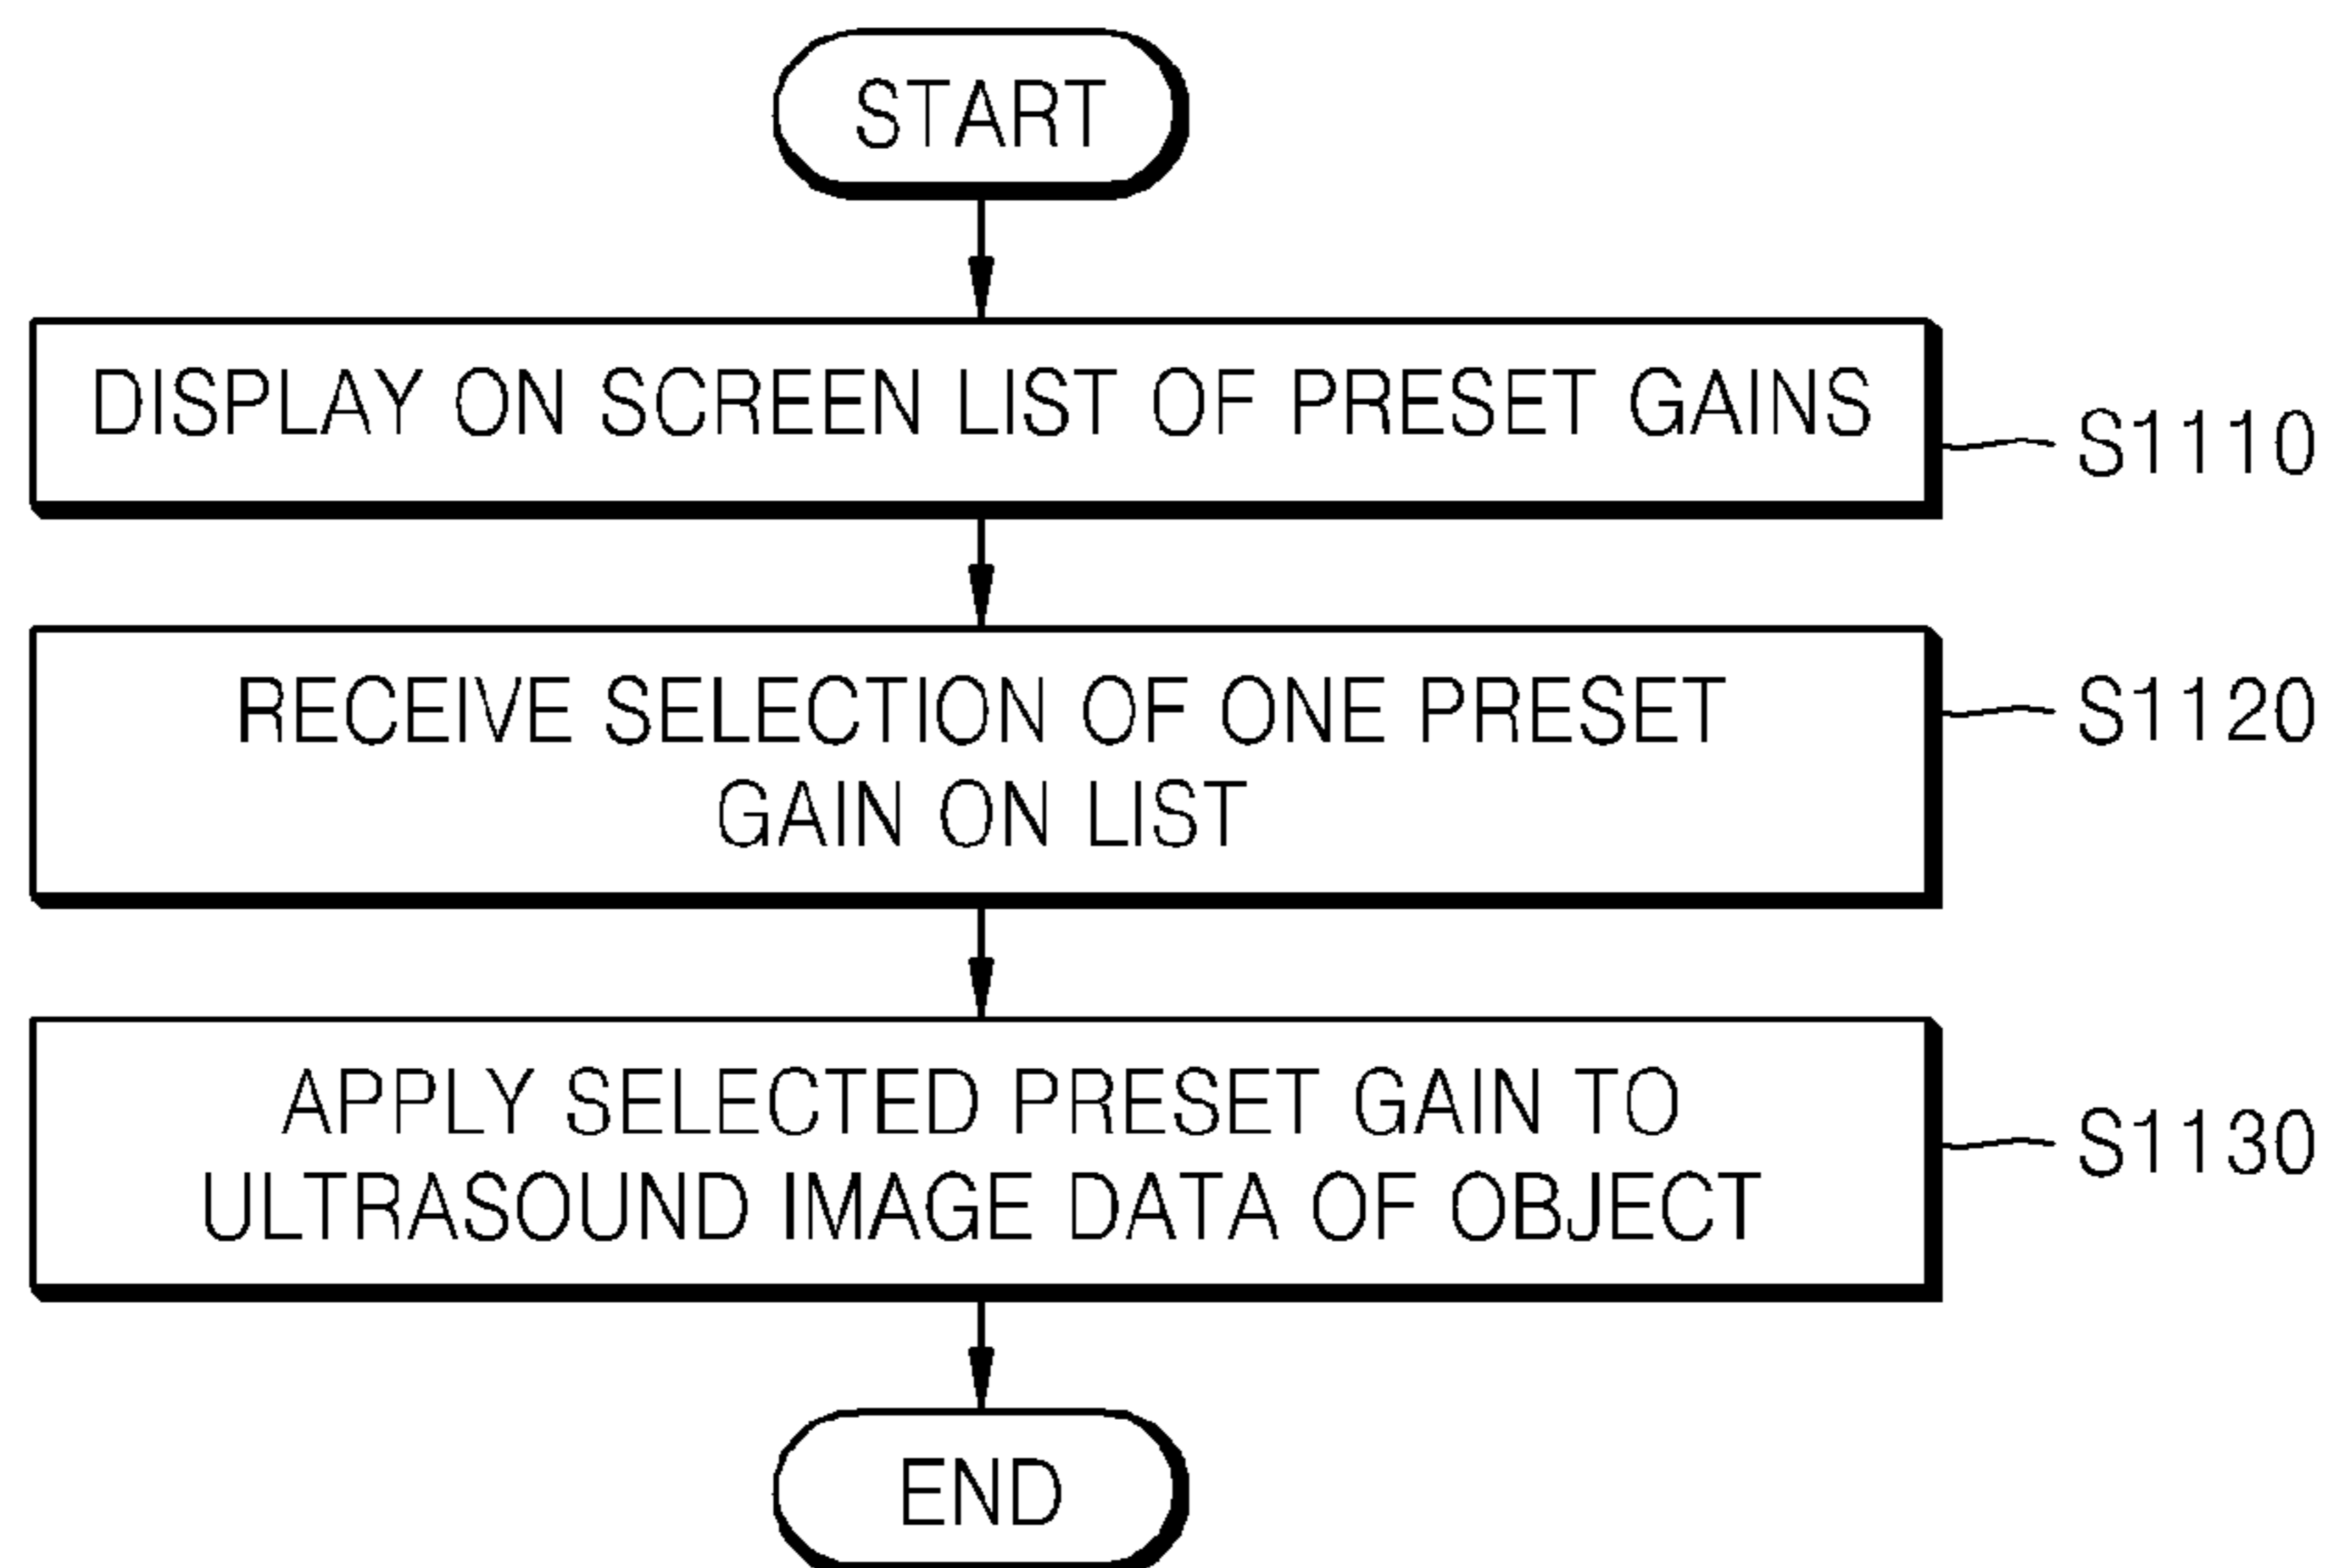 START
DISPLAY ON SCREEN LIST OF PRESET GAINS
S1110
RECEIVE SELECTION OF ONE PRESET
GAIN ON LIST
S1120
APPLY SELECTED PRESET GAIN TO
ULTRASOUND IMAGE DATA OF OBJECT
S1130
END